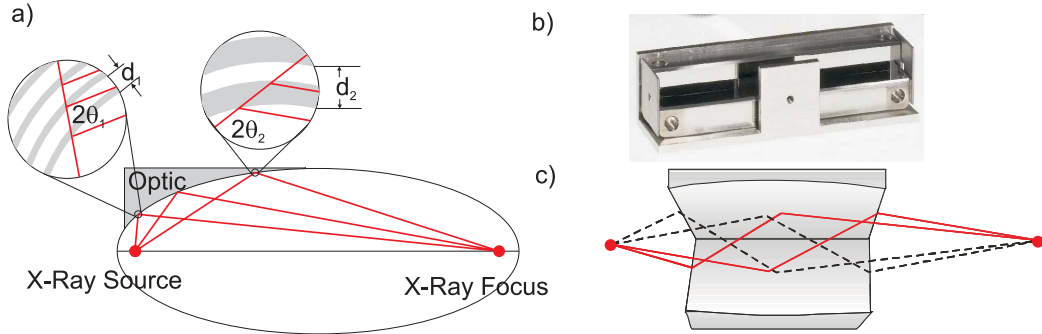 a)
d₁
2θ₁
d₂
2θ₂
Optic
X-Ray Source
X-Ray Focus
b)
c)